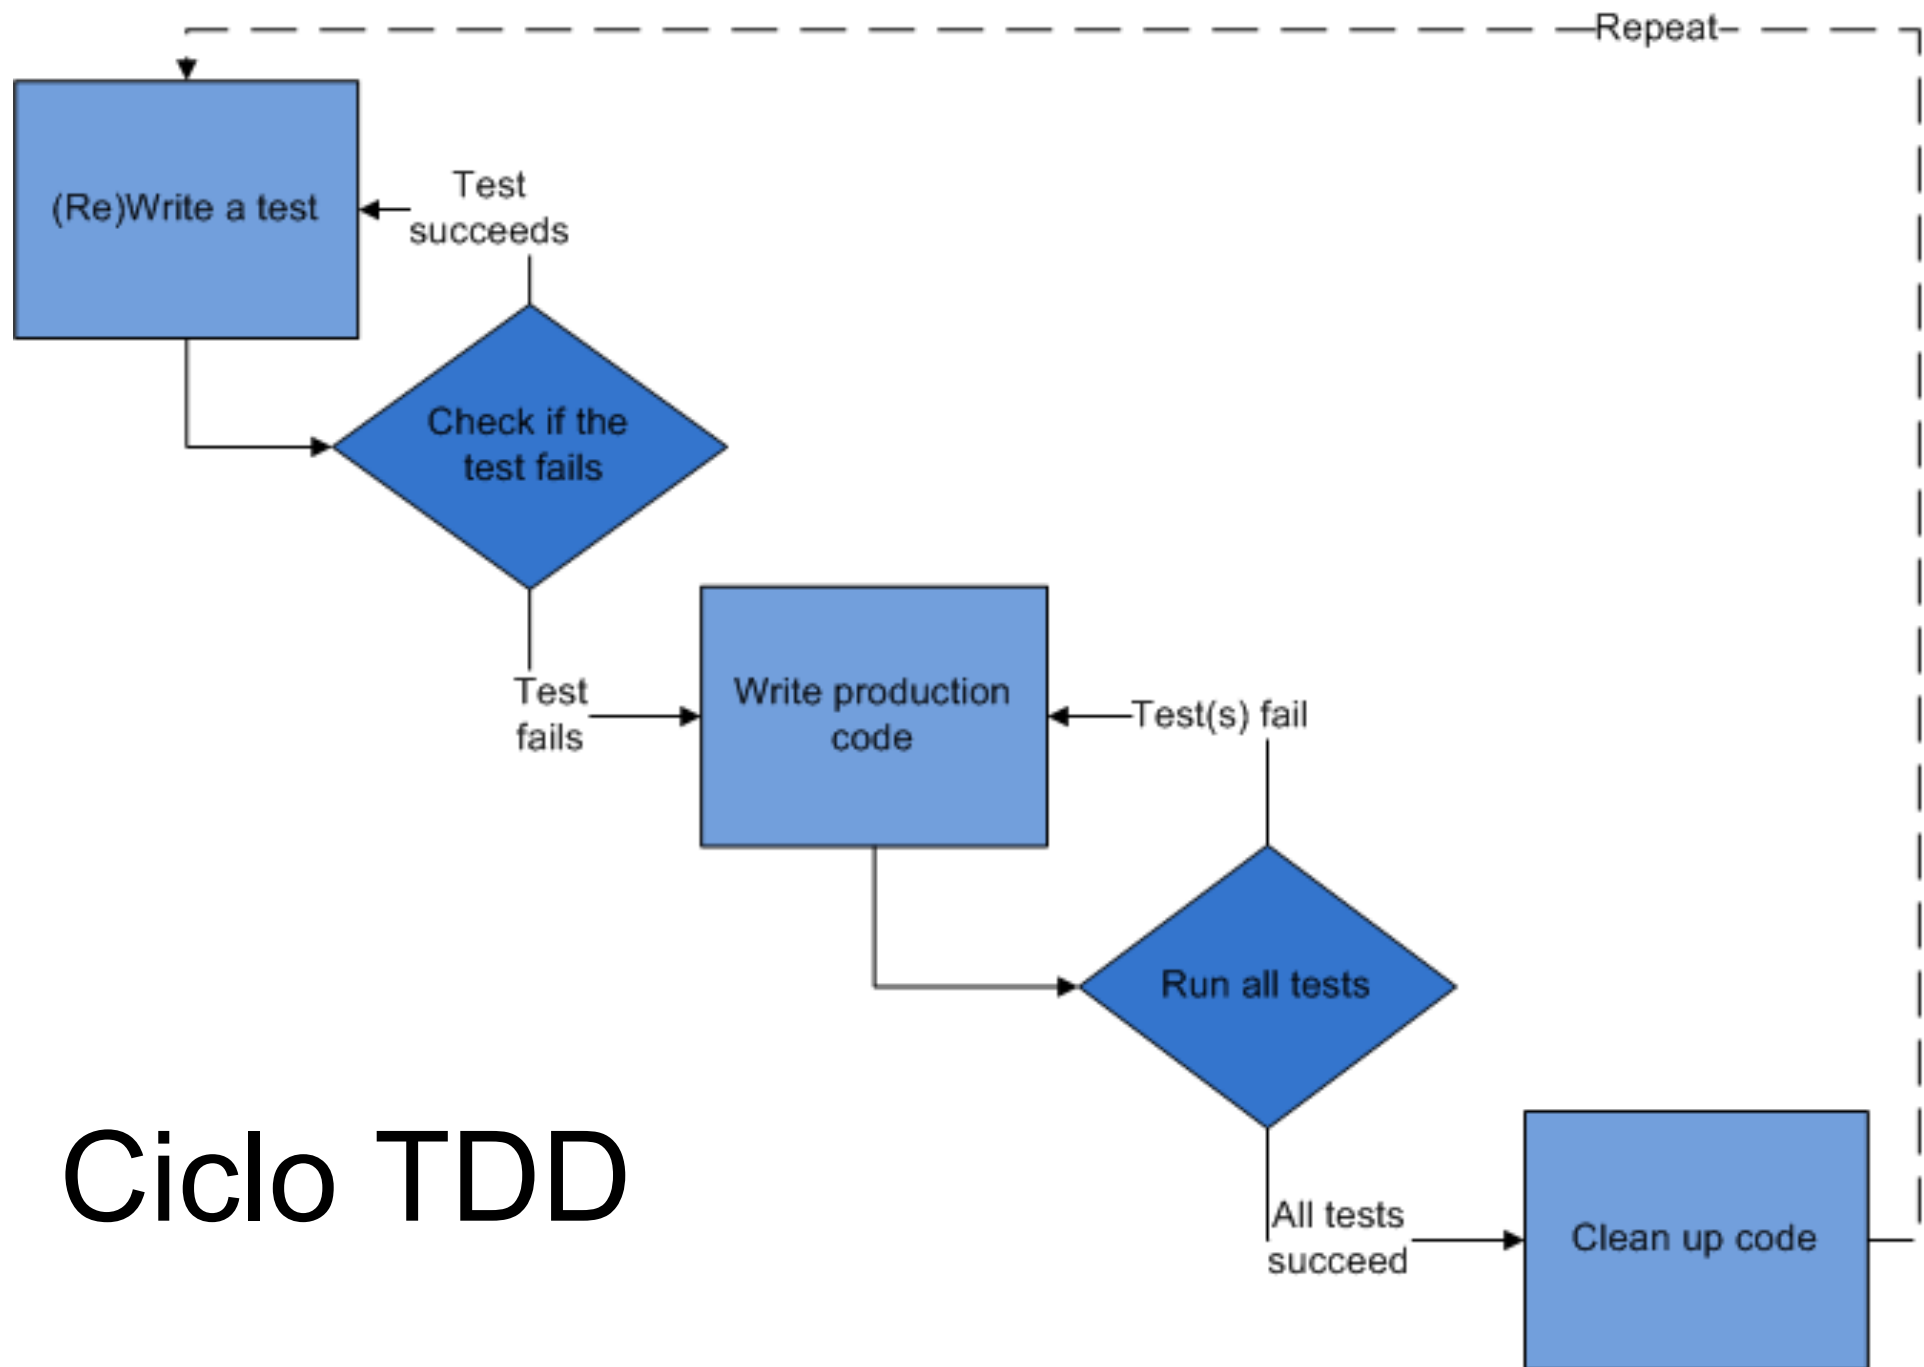 Repeat
(Re)Write a test
Test
succeeds
Check if the
test fails
Test
fails
Write production
code
Test(s) fail
Run all tests
All tests
succeed
Clean up code
Ciclo TDD